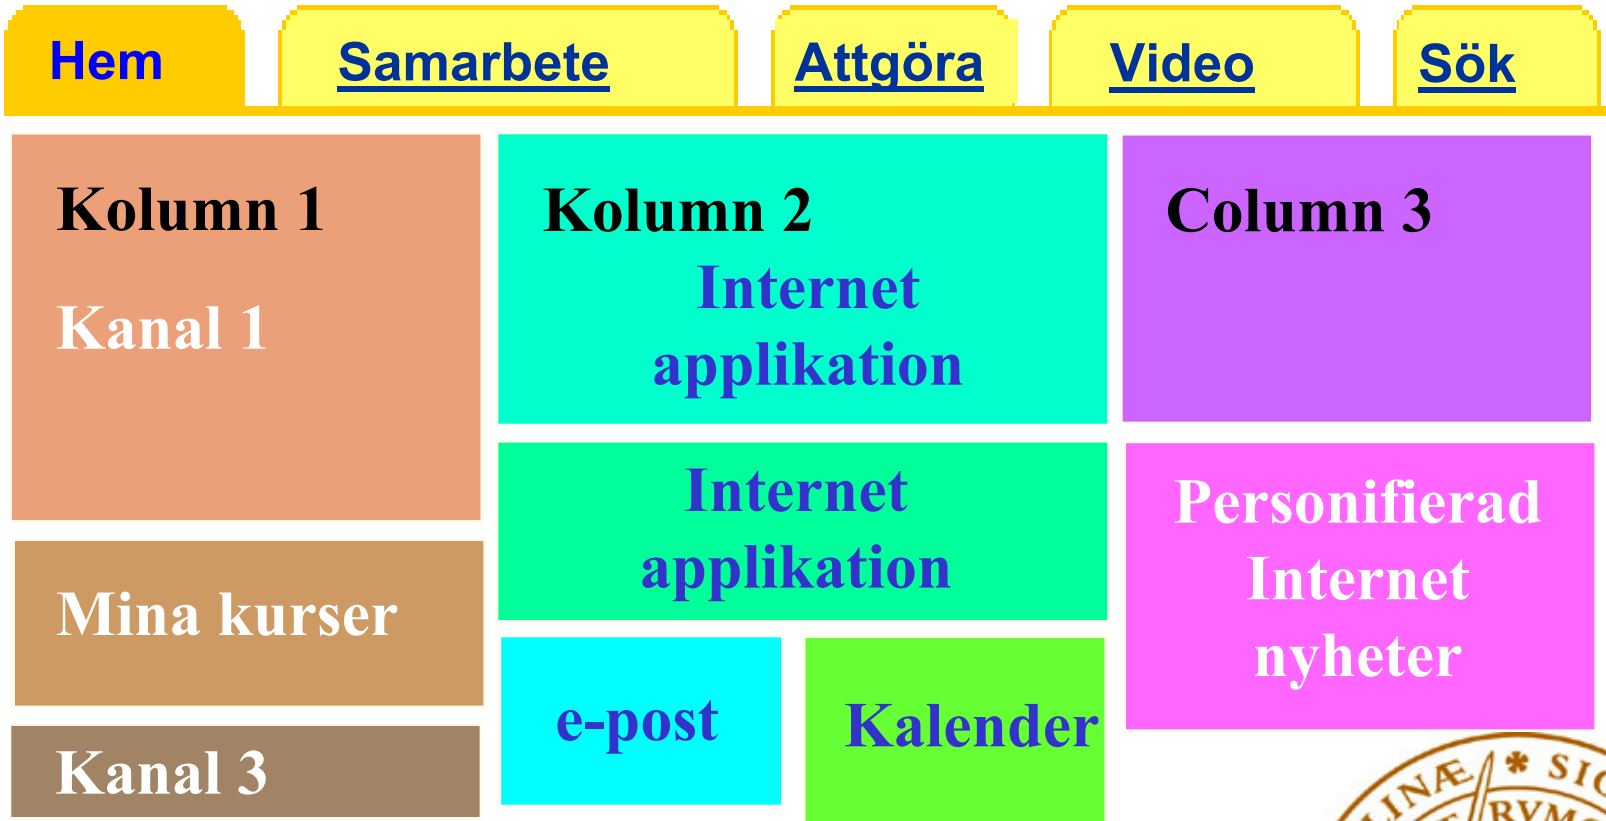 Hem
Samarbete
Attgöra
Video
Sök
Kolumn 1
Kanal 1
Mina kurser
Kanal 3
Kolumn 2
Internet
applikation
Internet
applikation
e-post
Kalender
Column 3
Personifierad
Internet
nyheter